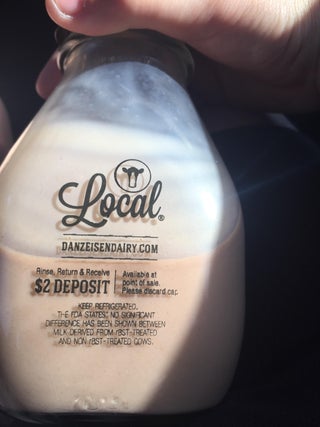 Local®
DANZEISENDAIRY.COM
Rinse, Return & Receive
$2 DEPOSIT
Available at
point of sale.
Please discard cap.
KEEP REFRIGERATED.
THE FDA STATES: NO SIGNIFICANT
DIFFERENCE HAS BEEN SHOWN BETWEEN
MILK DERIVED FROM rBST-TREATED
AND NON rBST-TREATED COWS.